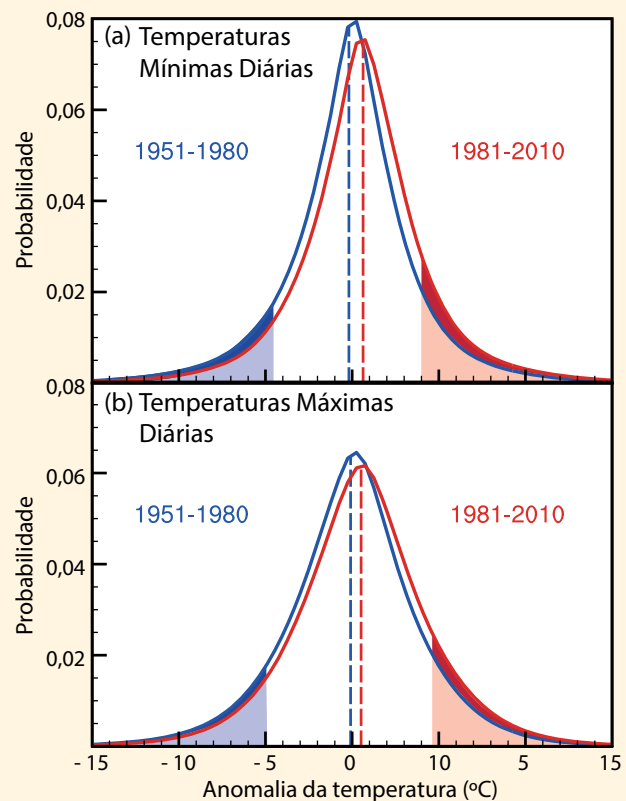 0,08
(a) Temperaturas
Mínimas Diárias
0,06
1951-1980
1981-2010
Probabilidade
0,04
0,02
0,08
(b) Temperaturas Máximas
Diárias
0,06
1951-1980
1981-2010
Probabilidade
0,04
0,02
- 15 - 10 - 5 0 10 5 15
Anomalia da temperatura (ºC)